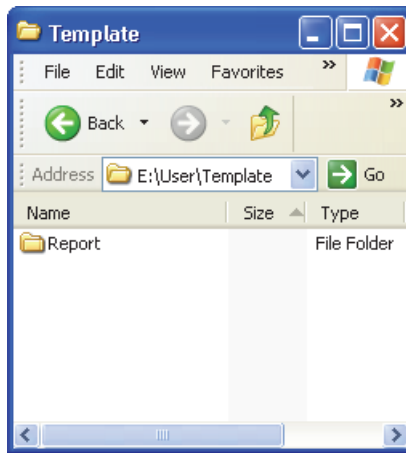 Template
File Edit View Favorites »
Back »
Address E:\User\Template Go
Name Size Type
Report File Folder